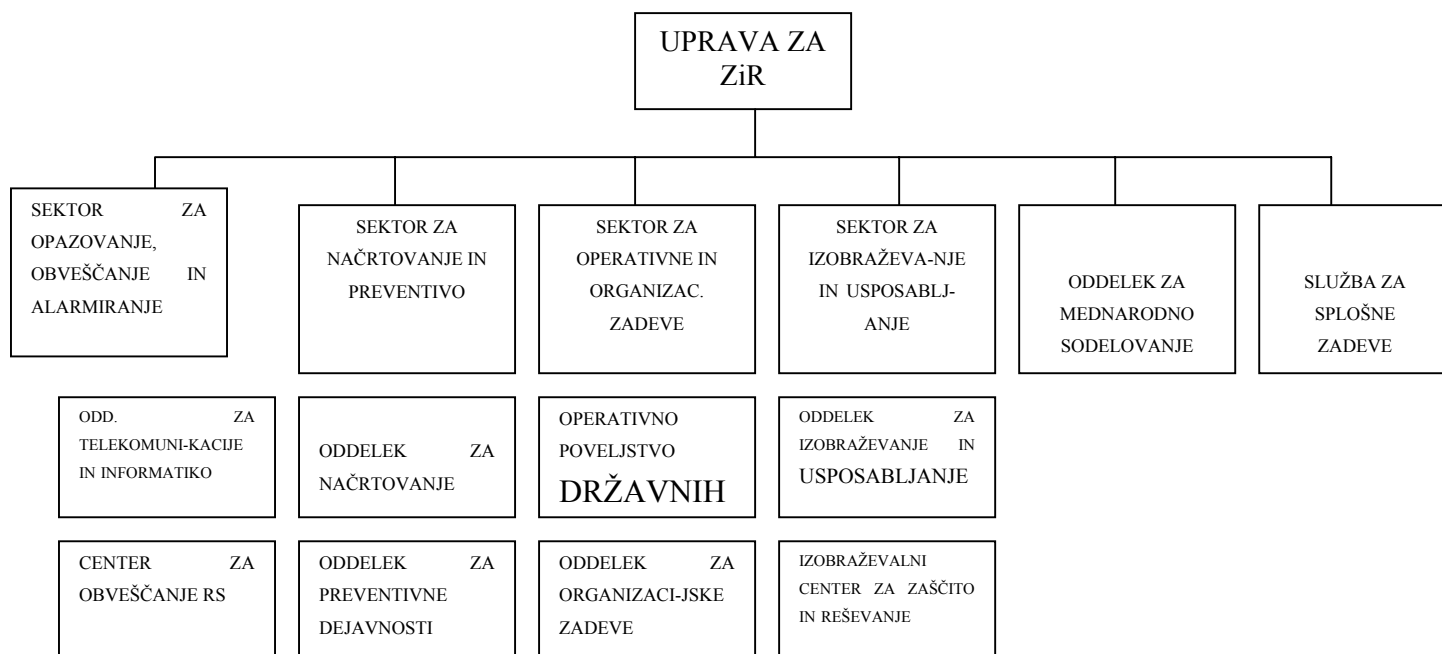 UPRAVA ZA
ZiR
SEKTOR ZA
OPAZOVANJE,
OBVEŠČANJE IN
ALARMIRANJE
SEKTOR ZA
NAČRTOVANJE IN
PREVENTIVO
SEKTOR ZA
OPERATIVNE IN
ORGANIZAC.
ZADEVE
SEKTOR ZA
IZOBRAŽEVA-NJE
IN USPOSABLJ-
ANJE
ODDELEK ZA
MEDNARODNO
SODELOVANJE
SLUŽBA ZA
SPLOŠNE
ZADEVE
ODD. ZA
TELEKOMUNI-KACIJE
IN INFORMATIKO
ODDELEK ZA
NAČRTOVANJE
OPERATIVNO
POVELJSTVO
DRŽAVNIH
ODDELEK ZA
IZOBRAŽEVANJE IN
USPOSABLJANJE
CENTER ZA
OBVEŠČANJE RS
ODDELEK ZA
PREVENTIVNE
DEJAVNOSTI
ODDELEK ZA
ORGANIZACI-JSKE
ZADEVE
IZOBRAŽEVALNI
CENTER ZA ZAŠČITO
IN REŠEVANJE